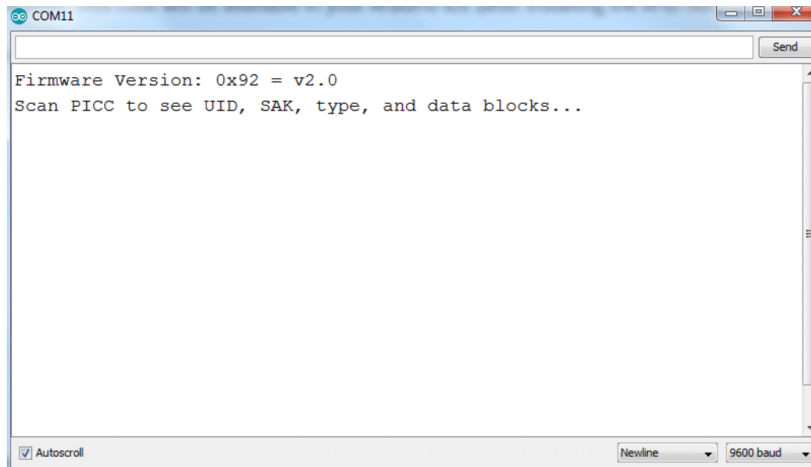 COM11
Send
Firmware Version: 0x92 = v2.0
Scan PICC to see UID, SAK, type, and data blocks...
Autoscroll
Newline
9600 baud